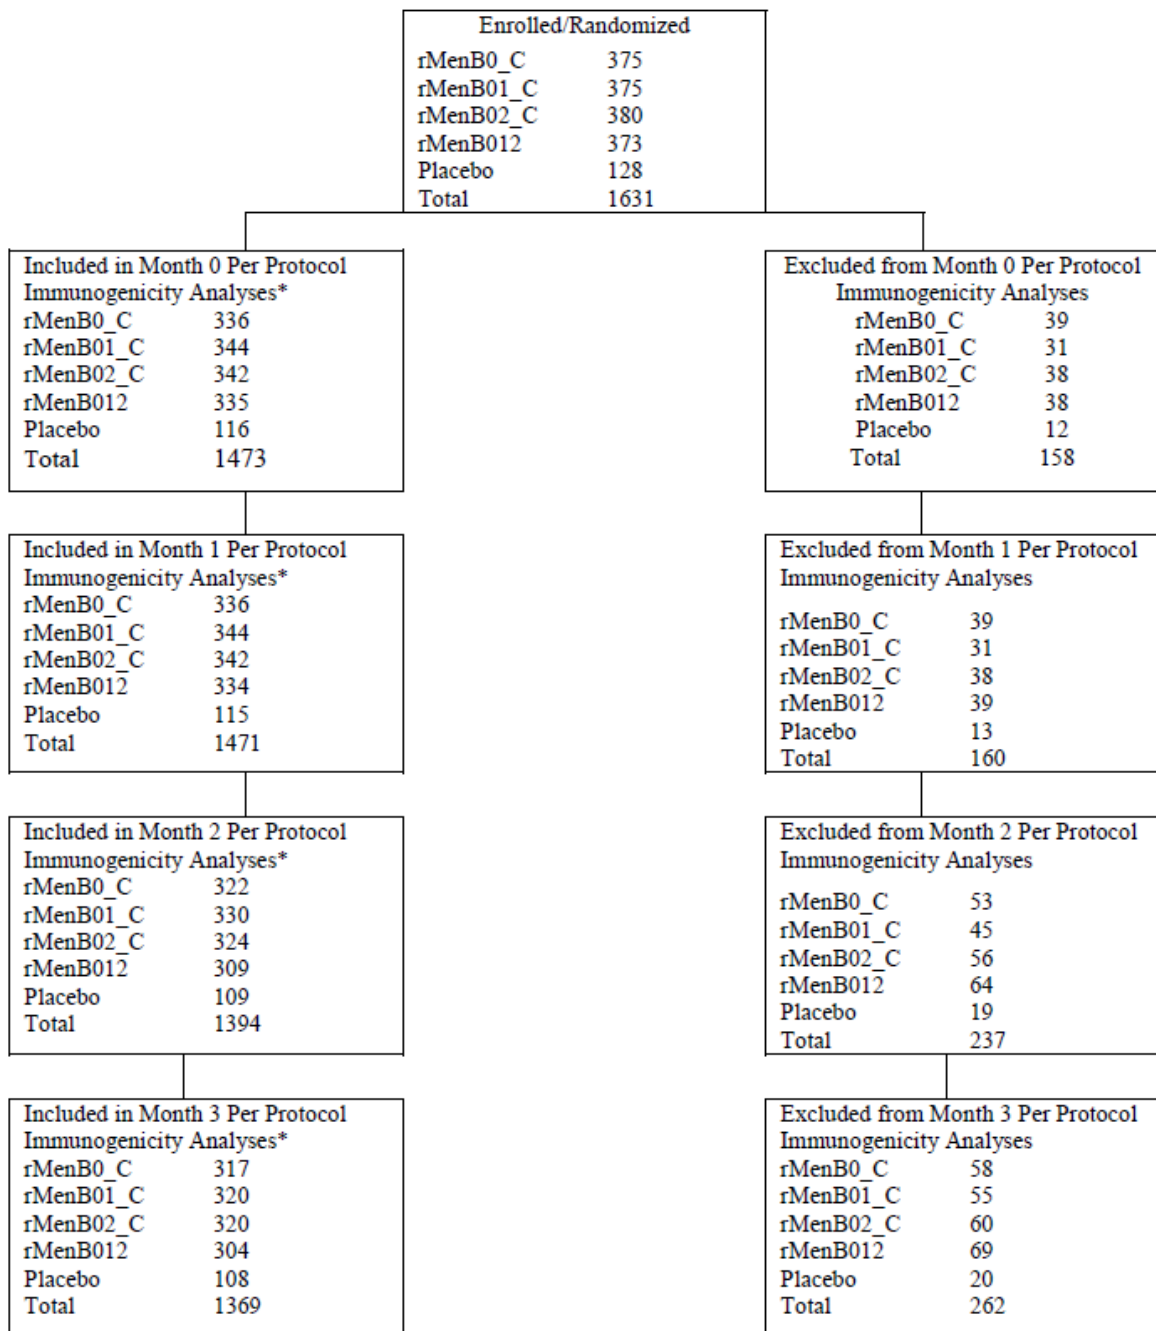 Enrolled/Randomized
rMenB0_C 375
rMenB01_C 375
rMenB02_C 380
rMenB012 373
Placebo 128
Total 1631
Included in Month 0 Per Protocol
Immunogenicity Analyses*
rMenB0_C 336
rMenB01_C 344
rMenB02_C 342
rMenB012 335
Placebo 116
Total 1473
Excluded from Month 0 Per Protocol
Immunogenicity Analyses
rMenB0_C 39
rMenB01_C 31
rMenB02_C 38
rMenB012 38
Placebo 12
Total 158
Included in Month 1 Per Protocol
Immunogenicity Analyses*
rMenB0_C 336
rMenB01_C 344
rMenB02_C 342
rMenB012 334
Placebo 115
Total 1471
Excluded from Month 1 Per Protocol
Immunogenicity Analyses
rMenB0_C 39
rMenB01_C 31
rMenB02_C 38
rMenB012 39
Placebo 13
Total 160
Included in Month 2 Per Protocol
Immunogenicity Analyses*
rMenB0_C 322
rMenB01_C 330
rMenB02_C 324
rMenB012 309
Placebo 109
Total 1394
Excluded from Month 2 Per Protocol
Immunogenicity Analyses
rMenB0_C 53
rMenB01_C 45
rMenB02_C 56
rMenB012 64
Placebo 19
Total 237
Included in Month 3 Per Protocol
Immunogenicity Analyses*
rMenB0_C 317
rMenB01_C 320
rMenB02_C 320
rMenB012 304
Placebo 108
Total 1369
Excluded from Month 3 Per Protocol
Immunogenicity Analyses
rMenB0_C 58
rMenB01_C 55
rMenB02_C 60
rMenB012 69
Placebo 20
Total 262